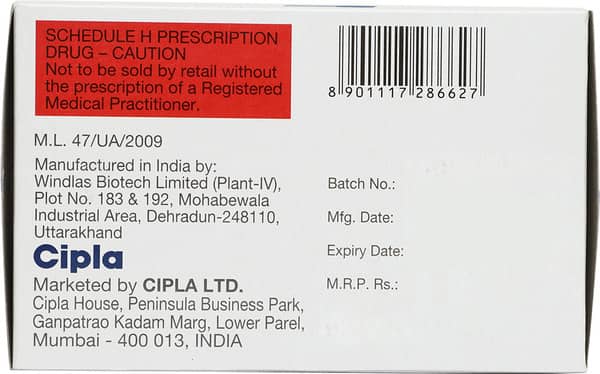 SCHEDULE H PRESCRIPTION
DRUG – CAUTION
Not to be sold by retail without
the prescription of a Registered
Medical Practitioner.
8 901117 286627
M.L. 47/UA/2009
Manufactured in India by:
Windlas Biotech Limited (Plant-IV),
Plot No. 183 & 192, Mohabewala
Industrial Area, Dehradun-248110,
Uttarakhand
Cipla
Marketed by CIPLA LTD.
Cipla House, Peninsula Business Park,
Ganpatrao Kadam Marg, Lower Parel,
Mumbai - 400 013, INDIA
Batch No.:
Mfg. Date:
Expiry Date:
M.R.P. Rs.: